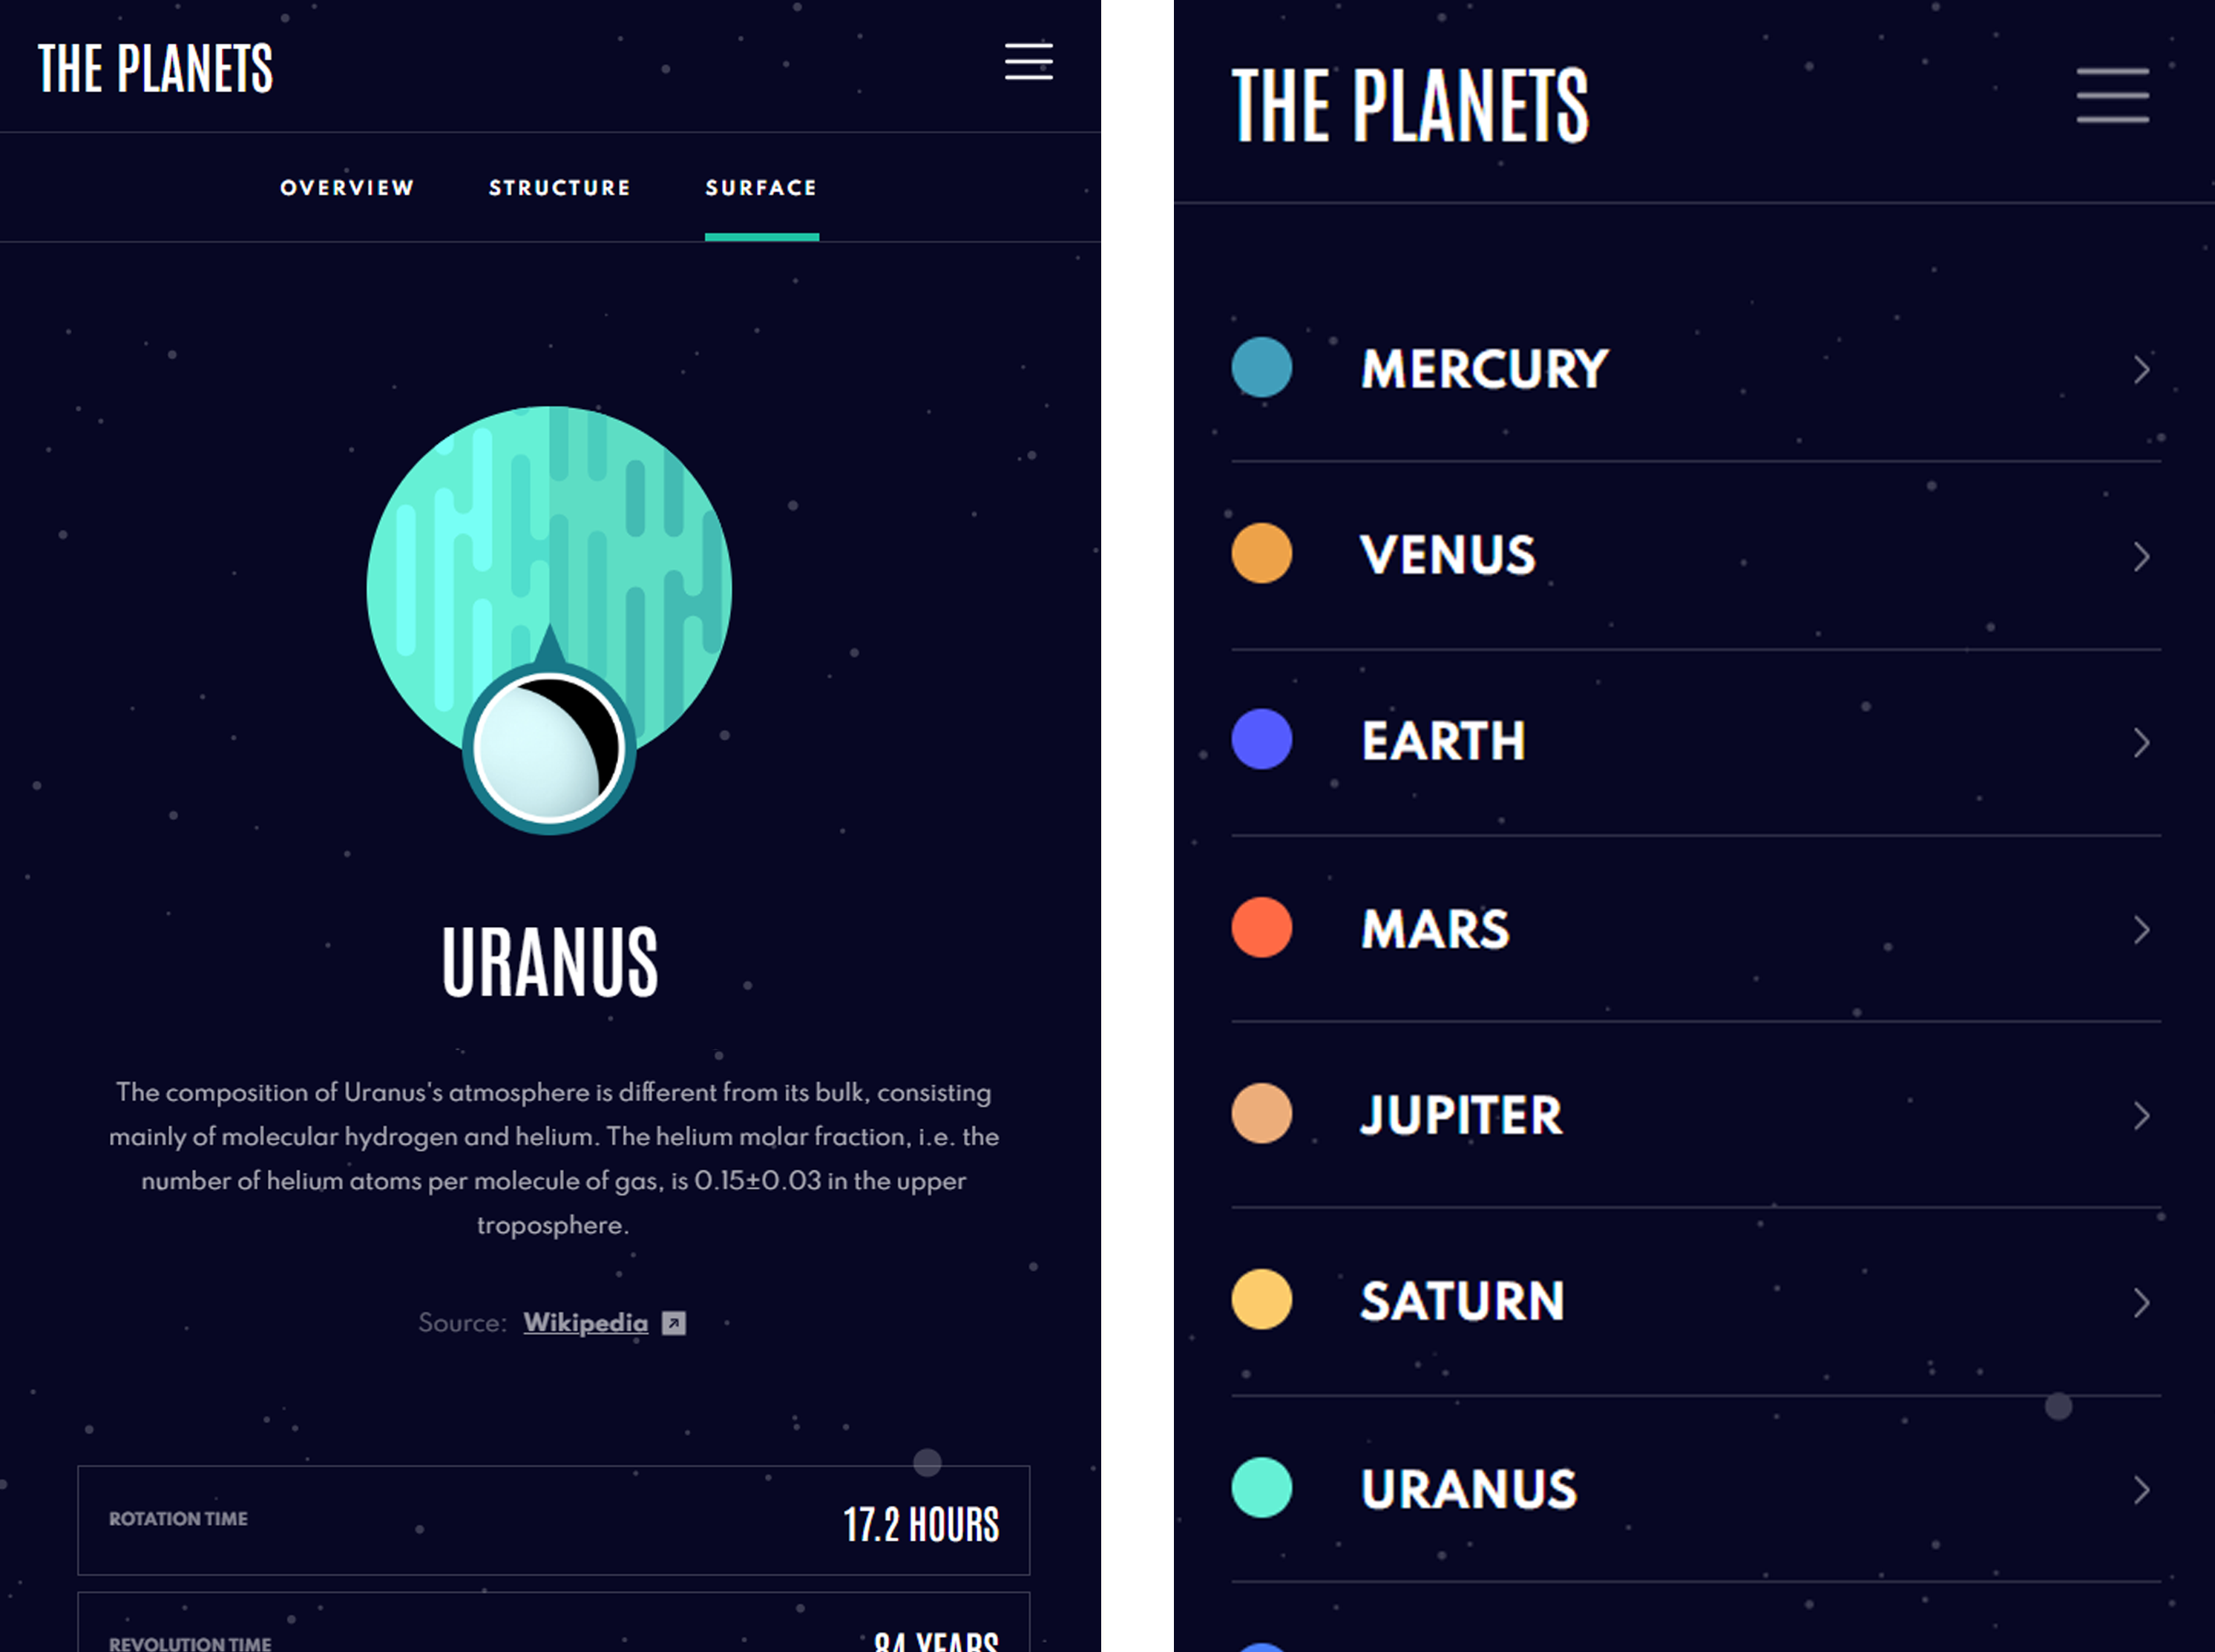 THE PLANETS
OVERVIEW STRUCTURE SURFACE
URANUS
The composition of Uranus's atmosphere is different from its bulk, consisting
mainly of molecular hydrogen and helium. The helium molar fraction, i.e. the
number of helium atoms per molecule of gas, is 0.15±0.03 in the upper
troposphere.
Source: Wikipedia
ROTATION TIME 17.2 HOURS
REVOLUTION TIME 84 YEARS
THE PLANETS
MERCURY
VENUS
EARTH
MARS
JUPITER
SATURN
URANUS